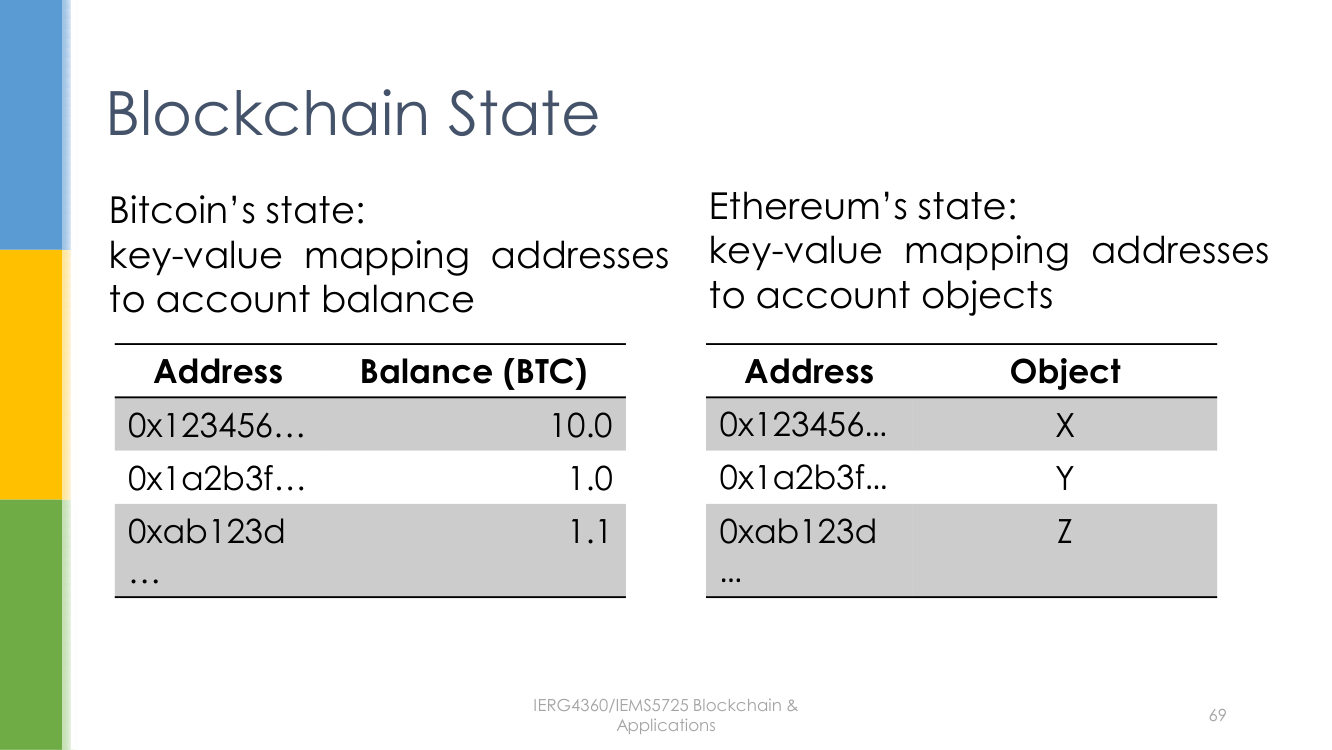 Blockchain State
Bitcoin’s state:
key-value mapping addresses
to account balance
Address Balance (BTC)
0x123456… 10.0
0x1a2b3f… 1.0
0xab123d 1.1
…
Ethereum’s state:
key-value mapping addresses
to account objects
Address Object
0x123456… X
0x1a2b3f… Y
0xab123d Z
…
IERG4360/IEMS5725 Blockchain &
Applications
69